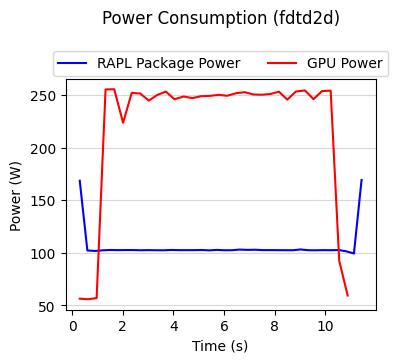 Power Consumption (fdtd2d)
RAPL Package Power GPU Power
250
200
150
100
50
Power (W)
0 2 4 6 8 10
Time (s)